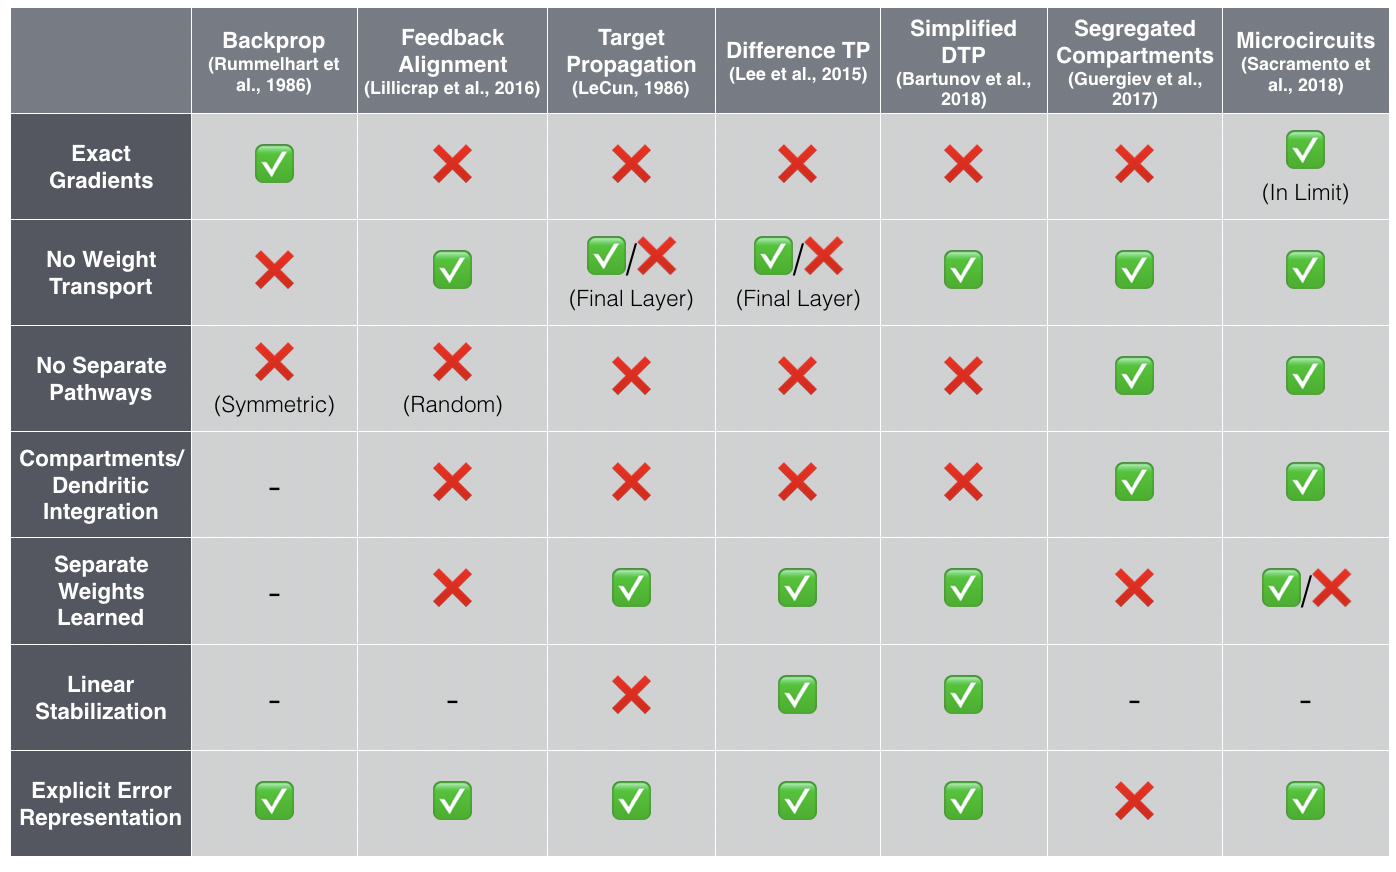 Backprop
(Rummelhart et
al., 1986)
Feedback
Alignment
(Lillicrap et al., 2016)
Target
Propagation
(LeCun, 1986)
Difference TP
(Lee et al., 2015)
Simplified
DTP
(Bartunov et al.,
2018)
Segregated
Compartments
(Guergiev et al.,
2017)
Microcircuits
(Sacramento et
al., 2018)
Exact
Gradients
✅ ❌ ❌ ❌ ❌ ❌ ✅
(In Limit)
No Weight
Transport
❌ ✅ ✅/❌ ✅/❌ ✅ ✅ ✅
(Final Layer) (Final Layer)
No Separate
Pathways
❌ ❌ ❌ ❌ ❌ ✅ ✅
(Symmetric) (Random)
Compartments/
Dendritic
Integration
- ❌ ❌ ❌ ❌ ✅ ✅
Separate
Weights
Learned
- ❌ ✅ ✅ ✅ ❌ ✅/❌
Linear
Stabilization
- - ❌ ✅ ✅ - -
Explicit Error
Representation
✅ ✅ ✅ ✅ ✅ ❌ ✅